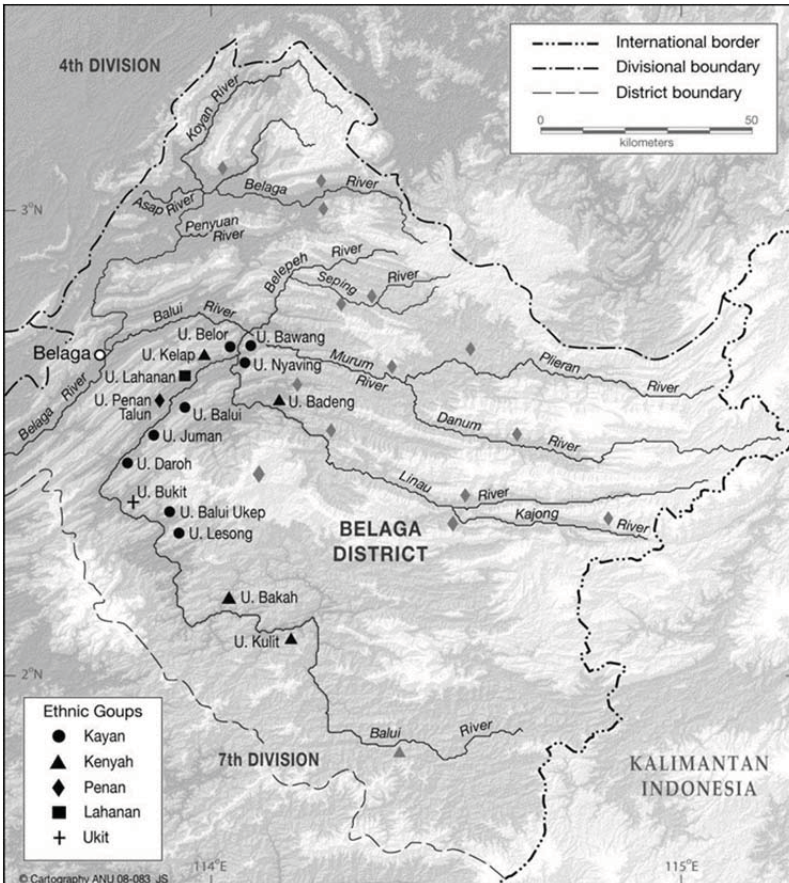 4th DIVISION
International border
Divisional boundary
District boundary
0
50
kilometers
Koyan River
3°N
Belaga
River
Asap River
Penyuan
River
Belepeh
River
Seping
River
Balui
River
U. Belor
U. Bawang
Belaga
U. Kelap
U. Nyaving
Murum
River
Plieran
River
U. Lahanan
Belaga River
U. Penan
Talun
U. Balui
U. Badeng
Danum
River
U. Juman
U. Daroh
Linau
River
U. Bukit
U. Balui Ukep
Kajong
River
U. Lesong
BELAGA
DISTRICT
U. Bakah
U. Kulit
2°N
Balui
River
Ethnic Goups
Kayan
Kenyah
Penan
Lahanan
Ukit
7th DIVISION
KALIMANTAN
INDONESIA
114°E
115°E
© Cartography ANU 08-083 JS